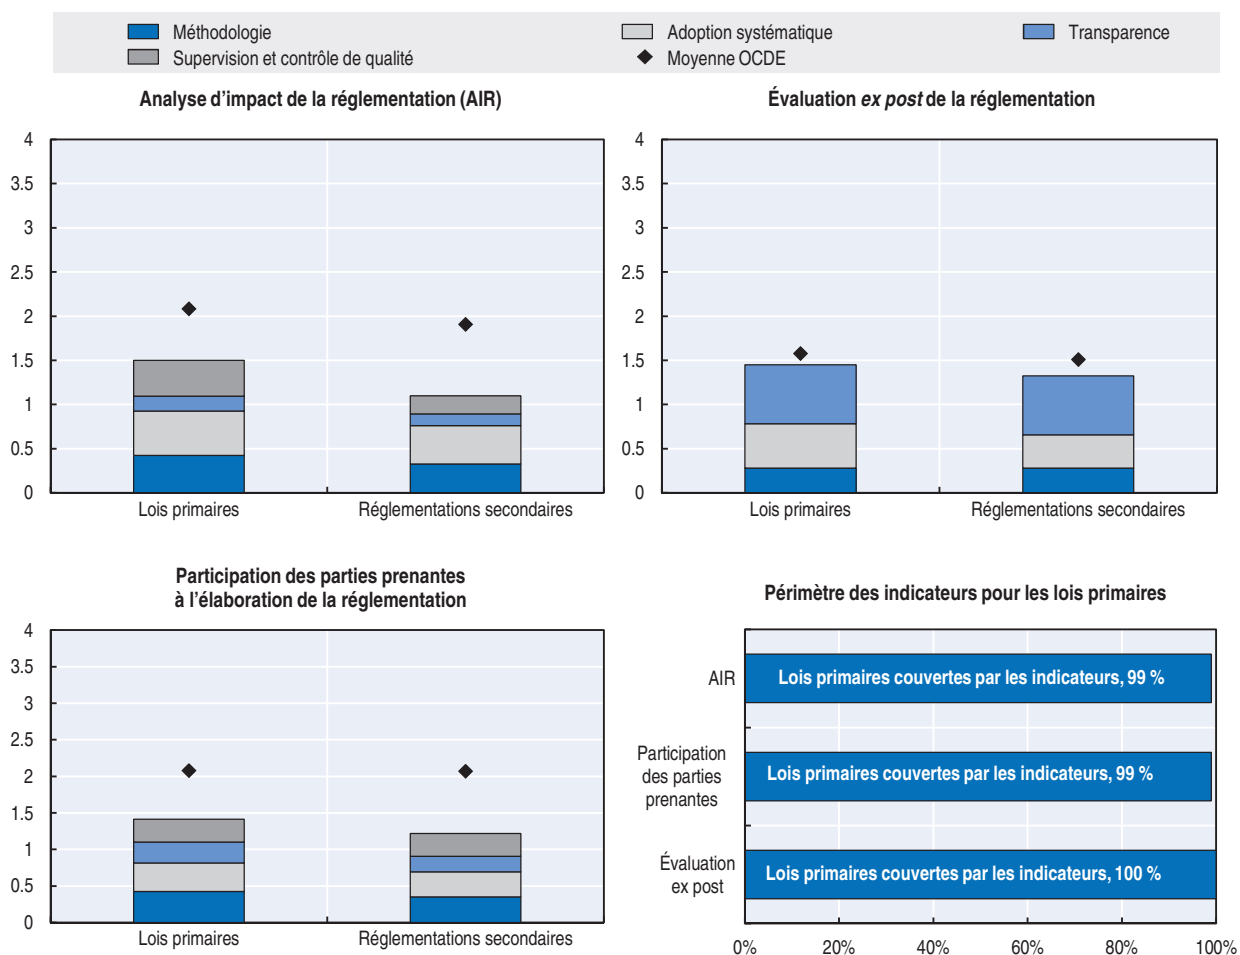 Méthodologie
Adoption systématique
Transparence
Supervision et contrôle de qualité
Moyenne OCDE
Analyse d'impact de la réglementation (AIR)
4
3.5
3
2.5
2
1.5
1
0.5
0
Lois primaires
Réglementations secondaires
Évaluation ex post de la réglementation
4
3.5
3
2.5
2
1.5
1
0.5
0
Lois primaires
Réglementations secondaires
Participation des parties prenantes
à l'élaboration de la réglementation
4
3.5
3
2.5
2
1.5
1
0.5
0
Lois primaires
Réglementations secondaires
Périmètre des indicateurs pour les lois primaires
AIR
Lois primaires couvertes par les indicateurs, 99 %
Participation
des parties
prenantes
Lois primaires couvertes par les indicateurs, 99 %
Évaluation
ex post
Lois primaires couvertes par les indicateurs, 100 %
0%
20%
40%
60%
80%
100%